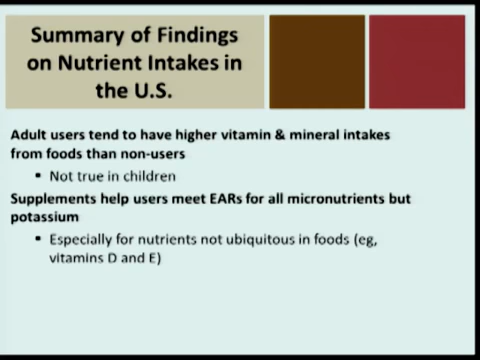 Summary of Findings
on Nutrient Intakes in
the U.S.
Adult users tend to have higher vitamin & mineral intakes
from foods than non-users
▪ Not true in children
Supplements help users meet EARs for all micronutrients but
potassium
▪ Especially for nutrients not ubiquitous in foods (eg,
vitamins D and E)